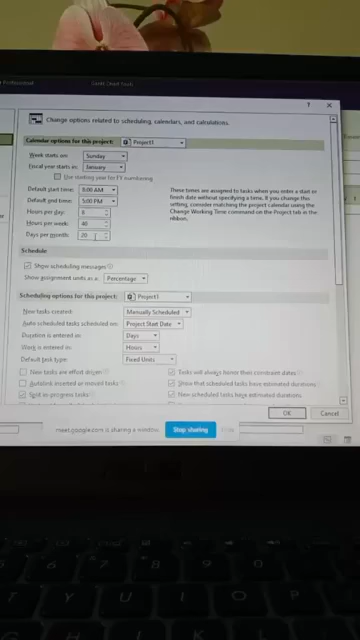 Professional
Gantt Chart Tools
?
Change options related to scheduling, calendars, and calculations.
Calendar options for this project:
Project1
Week starts on:
Sunday
Fiscal year starts in:
January
Use starting year for FY numbering
Default start time:
8:00 AM
Default end time:
5:00 PM
Hours per day:
8
Hours per week:
40
Days per month:
20
These times are assigned to tasks when you enter a start or
finish date without specifying a time. If you change this
setting, consider matching the project calendar using the
Change Working Time command on the Project tab in the
ribbon.
Schedule
Show scheduling messages
Show assignment units as a:
Percentage
Scheduling options for this project:
Project1
New tasks created:
Manually Scheduled
Auto scheduled tasks scheduled on:
Project Start Date
Duration is entered in:
Days
Work is entered in:
Hours
Default task type:
Fixed Units
New tasks are effort driven
Tasks will always honor their constraint dates
Autolink inserted or moved tasks
Show that scheduled tasks have estimated durations
Split in-progress tasks
New scheduled tasks have estimated durations
OK
Cancel
meet.google.com is sharing a window.
Stop sharing
Hide
7
8
9
0
Y
U
I
O
P
G
H
J
K
L